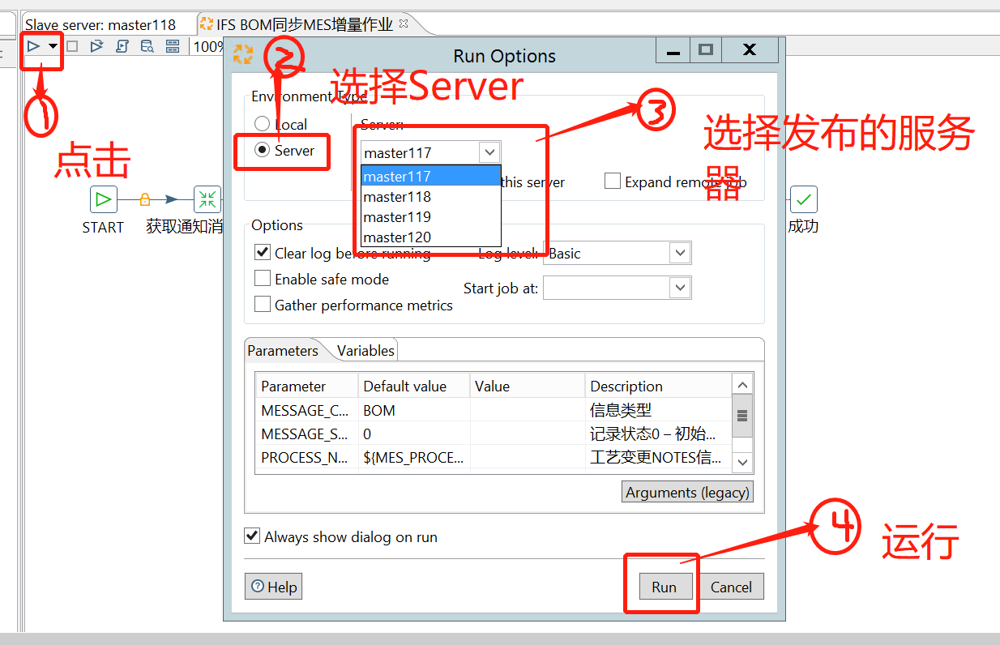 Slave server: master118
IFS BOM同步MES增量作业
100%
Run Options
1
2
选择Server
3
选择发布的服务器
点击
Environment Type
Local
Server:
Server
master117
master117
master118
master119
master120
this server
Expand remote job
START
获取通知消
成功
Options
Clear log before running
Log level:
Basic
Enable safe mode
Start job at:
Gather performance metrics
Parameters
Variables
Parameter
Default value
Value
Description
MESSAGE_C...
BOM
信息类型
MESSAGE_S...
0
记录状态0 – 初始...
PROCESS_N...
${MES_PROCE...
工艺变更NOTES信...
Arguments (legacy)
Always show dialog on run
4
运行
Help
Run
Cancel